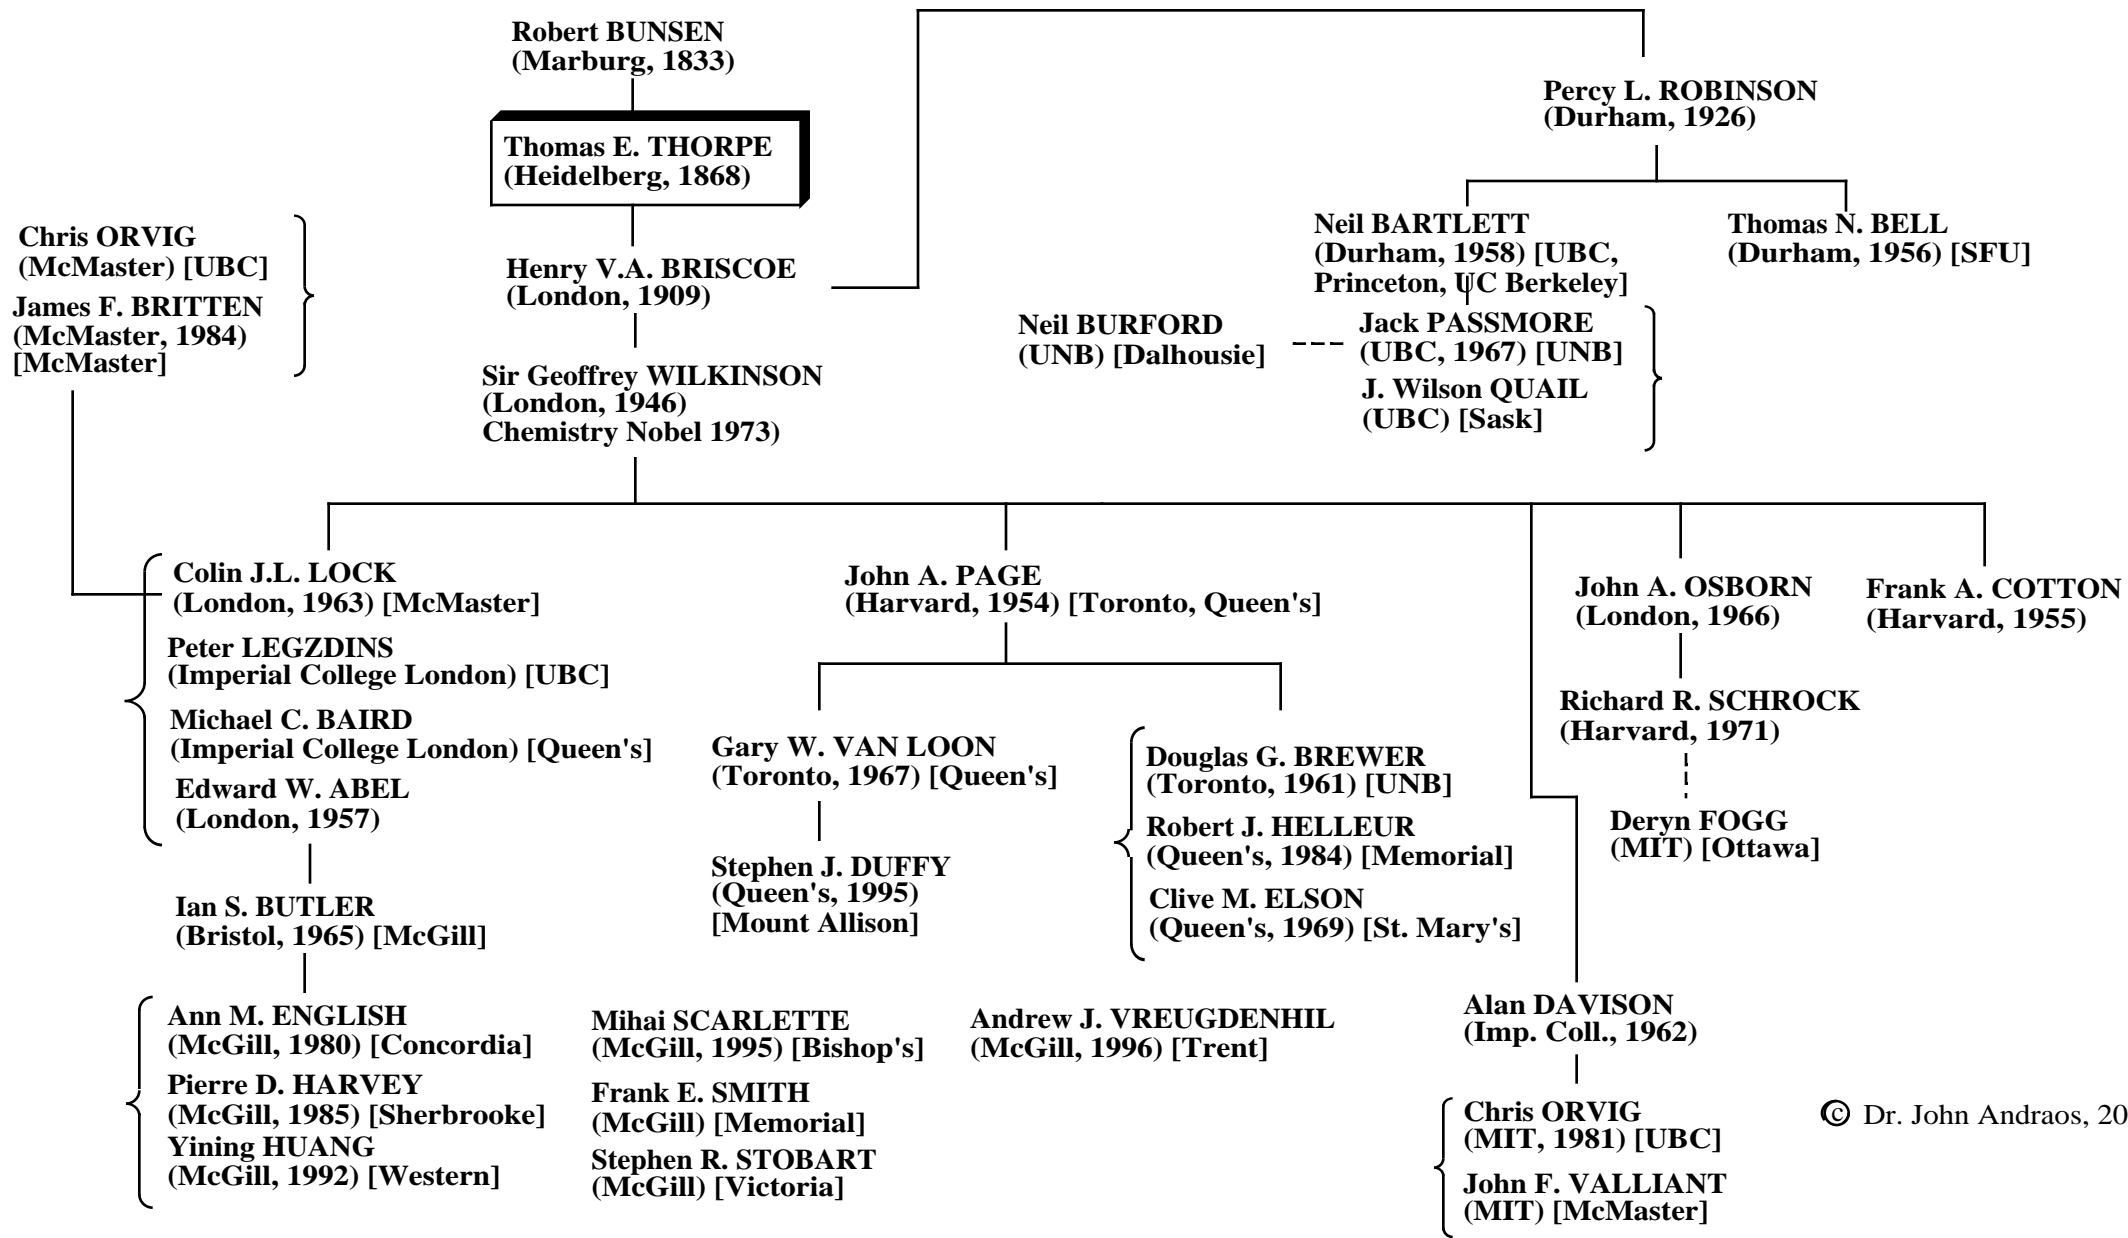 Robert BUNSEN
(Marburg, 1833)
Thomas E. THORPE
(Heidelberg, 1868)
Henry V.A. BRISCOE
(London, 1909)
Sir Geoffrey WILKINSON
(London, 1946)
Chemistry Nobel 1973)
Percy L. ROBINSON
(Durham, 1926)
Neil BARTLETT
(Durham, 1958) [UBC,
Princeton, UC Berkeley]
Thomas N. BELL
(Durham, 1956) [SFU]
Neil BURFORD
(UNB) [Dalhousie]
Jack PASSMORE
(UBC, 1967) [UNB]
J. Wilson QUAIL
(UBC) [Sask]
Chris ORVIG
(McMaster) [UBC]
James F. BRITTEN
(McMaster, 1984)
[McMaster]
Colin J.L. LOCK
(London, 1963) [McMaster]
Peter LEGZDINS
(Imperial College London) [UBC]
Michael C. BAIRD
(Imperial College London) [Queen's]
Edward W. ABEL
(London, 1957)
Ian S. BUTLER
(Bristol, 1965) [McGill]
Ann M. ENGLISH
(McGill, 1980) [Concordia]
Pierre D. HARVEY
(McGill, 1985) [Sherbrooke]
Yining HUANG
(McGill, 1992) [Western]
Mihai SCARLETTE
(McGill, 1995) [Bishop's]
Frank E. SMITH
(McGill) [Memorial]
Stephen R. STOBART
(McGill) [Victoria]
Andrew J. VREUGDENHIL
(McGill, 1996) [Trent]
John A. PAGE
(Harvard, 1954) [Toronto, Queen's]
Gary W. VAN LOON
(Toronto, 1967) [Queen's]
Stephen J. DUFFY
(Queen's, 1995)
[Mount Allison]
Douglas G. BREWER
(Toronto, 1961) [UNB]
Robert J. HELLEUR
(Queen's, 1984) [Memorial]
Clive M. ELSON
(Queen's, 1969) [St. Mary's]
John A. OSBORN
(London, 1966)
Richard R. SCHROCK
(Harvard, 1971)
Deryn FOGG
(MIT) [Ottawa]
Frank A. COTTON
(Harvard, 1955)
Alan DAVISON
(Imp. Coll., 1962)
Chris ORVIG
(MIT, 1981) [UBC]
John F. VALLIANT
(MIT) [McMaster]
© Dr. John Andraos, 20